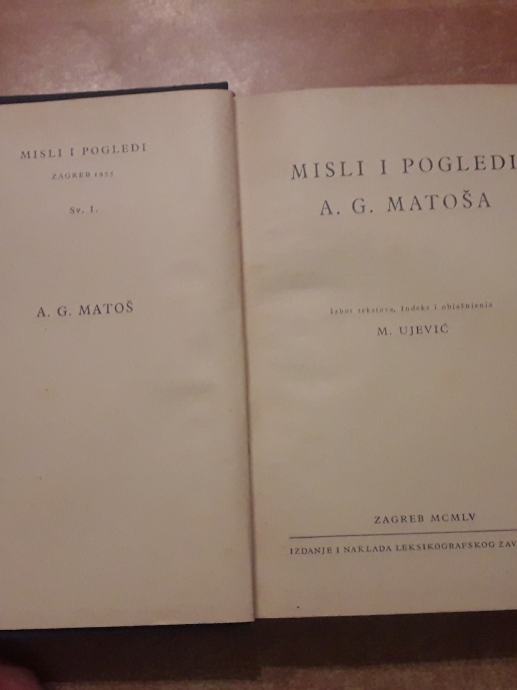 MISLI I POGLEDI
ZAGREB 1955
Sv. I.
A. G. MATOŠ
MISLI I POGLEDI
A. G. MATOŠA
Izbor tekstova, Indeks i objašnjenja
M. UJEVIĆ
ZAGREB MCMLV
IZDANJE I NAKLADA LEKSIKOGRAFSKOG ZAV